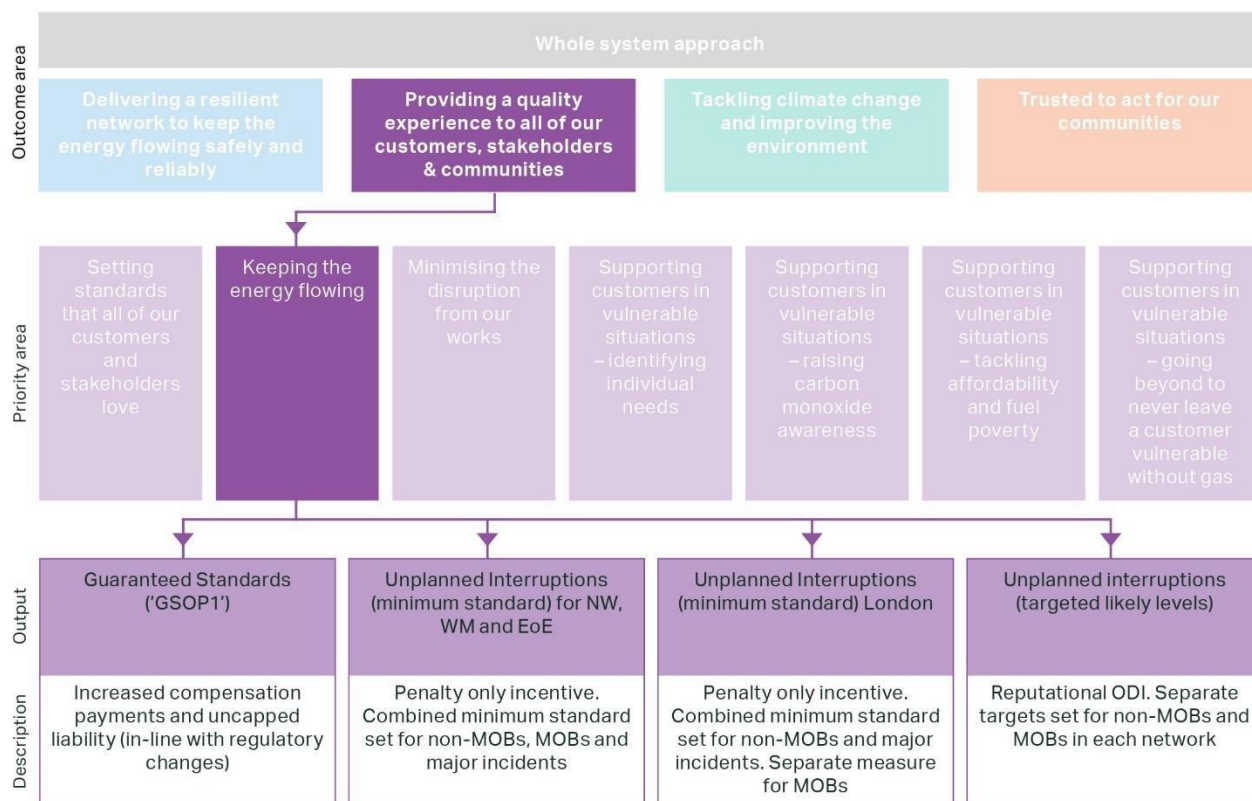 Outcome area
Whole system approach
Delivering a resilient
network to keep the
energy flowing safely and
reliably
Providing a quality
experience to all of our
customers, stakeholders
& communities
Tackling climate change
and improving the
environment
Trusted to act for our
communities
Priority area
Setting
standards
that all of our
customers
and
stakeholders
love
Keeping the
energy flowing
Minimising the
disruption
from our
works
Supporting
customers in
vulnerable
situations
– identifying
individual
needs
Supporting
customers in
vulnerable
situations
– raising
carbon
monoxide
awareness
Supporting
customers in
vulnerable
situations
– tackling
affordability
and fuel
poverty
Supporting
customers in
vulnerable
situations
– going
beyond to
never leave
a customer
vulnerable
without gas
Output
Guaranteed Standards
(‘GSOP1’)
Unplanned Interruptions
(minimum standard) for NW,
WM and EoE
Unplanned Interruptions
(minimum standard) London
Unplanned interruptions
(targeted likely levels)
Description
Increased compensation
payments and uncapped
liability (in-line with regulatory
changes)
Penalty only incentive.
Combined minimum standard
set for non-MOBs, MOBs and
major incidents
Penalty only incentive.
Combined minimum standard
set for non-MOBs and major
incidents. Separate measure
for MOBs
Reputational ODI. Separate
targets set for non-MOBs and
MOBs in each network